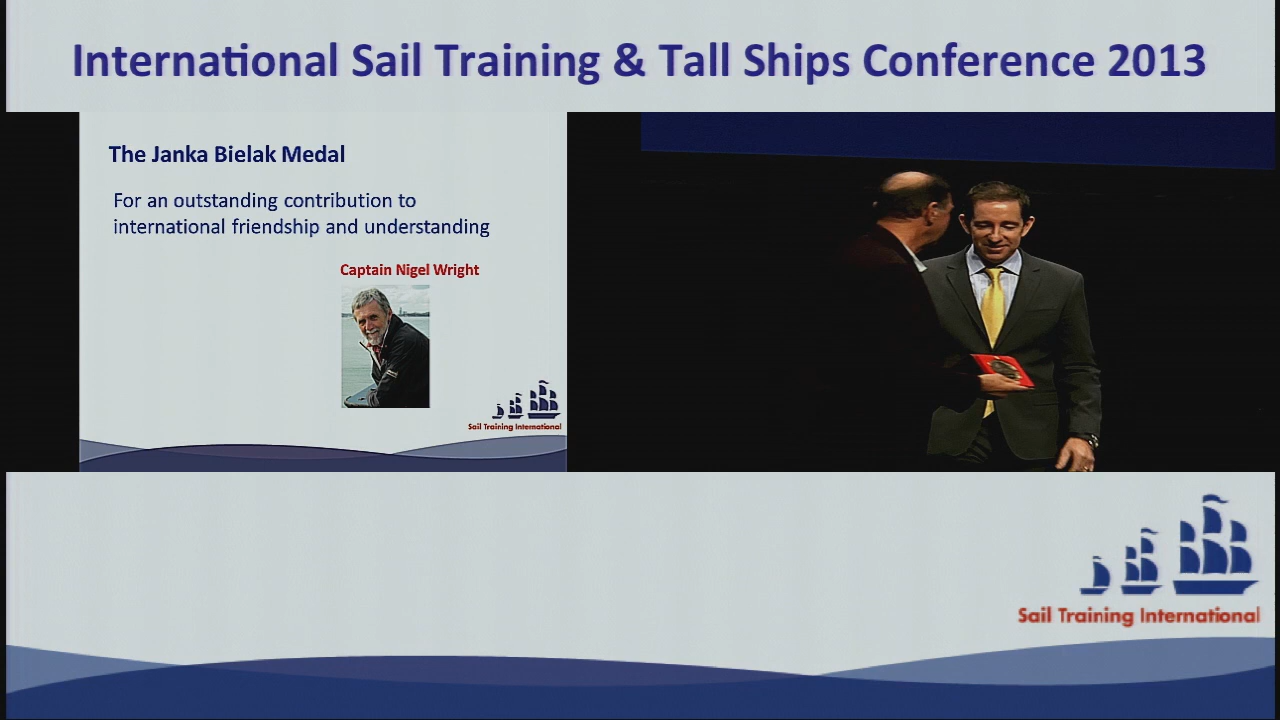 International Sail Training & Tall Ships Conference 2013
The Janka Bielak Medal
For an outstanding contribution to
international friendship and understanding
Captain Nigel Wright
Sail Training International
Sail Training International